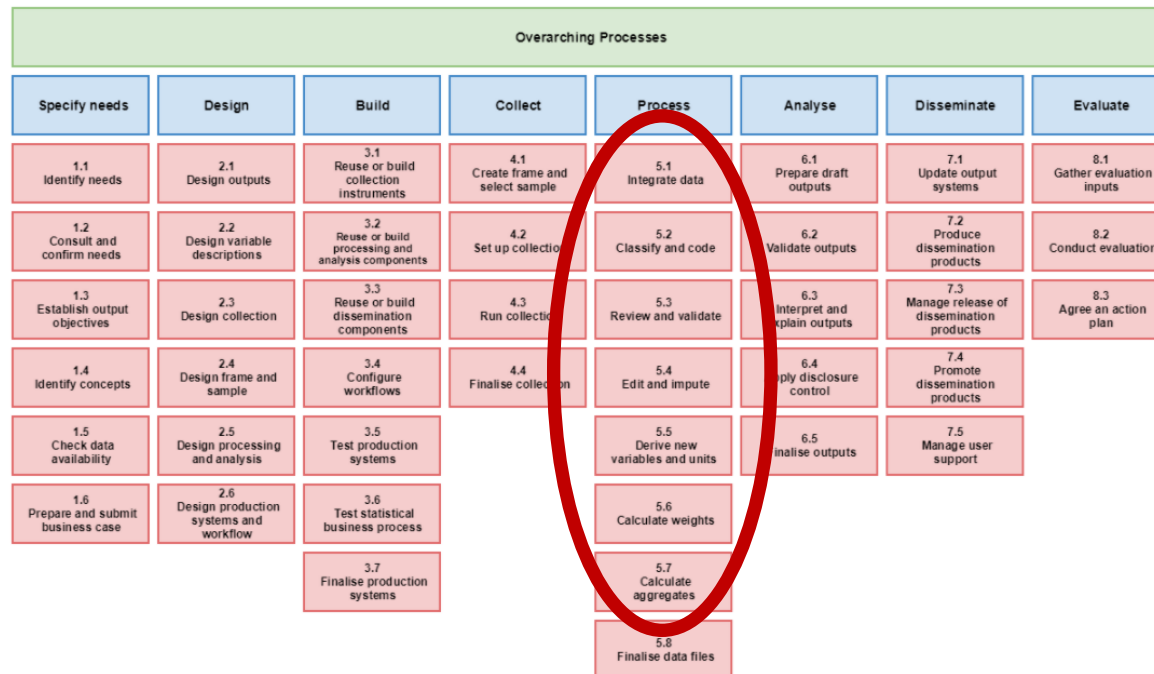 Overarching Processes
Specify needs
1.1
Identify needs
1.2
Consult and
confirm needs
1.3
Establish output
objectives
1.4
Identify concepts
1.5
Check data
availability
1.6
Prepare and submit
business case
Design
2.1
Design outputs
2.2
Design variable
descriptions
2.3
Design collection
2.4
Design frame and
sample
2.5
Design processing
and analysis
2.6
Design production
systems and
workflow
Build
3.1
Reuse or build
collection
instruments
3.2
Reuse or build
processing and
analysis components
3.3
Reuse or build
dissemination
components
3.4
Configure
workflows
3.5
Test production
systems
3.6
Test statistical
business process
3.7
Finalise production
systems
Collect
4.1
Create frame and
select sample
4.2
Set up collection
4.3
Run collection
4.4
Finalise collection
Process
5.1
Integrate data
5.2
Classify and code
5.3
Review and validate
5.4
Edit and impute
5.5
Derive new
variables and units
5.6
Calculate weights
5.7
Calculate
aggregates
5.8
Finalise data files
Analyse
6.1
Prepare draft
outputs
6.2
Validate outputs
6.3
Interpret and
explain outputs
6.4
Apply disclosure
control
6.5
Finalise outputs
Disseminate
7.1
Update output
systems
7.2
Produce
dissemination
products
7.3
Manage release of
dissemination
products
7.4
Promote
dissemination
products
7.5
Manage user
support
Evaluate
8.1
Gather evaluation
inputs
8.2
Conduct evaluation
8.3
Agree an action
plan